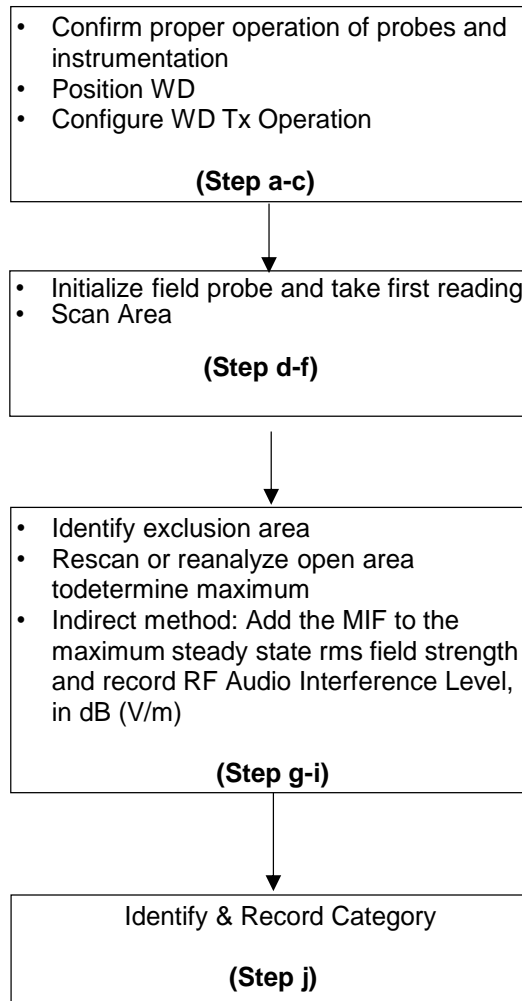 • Confirm proper operation of probes and
instrumentation
• Position WD
• Configure WD Tx Operation
(Step a-c)
• Initialize field probe and take first reading
• Scan Area
(Step d-f)
• Identify exclusion area
• Rescan or reanalyze open area
todetermine maximum
• Indirect method: Add the MIF to the
maximum steady state rms field strength
and record RF Audio Interference Level,
in dB (V/m)
(Step g-i)
Identify & Record Category
(Step j)